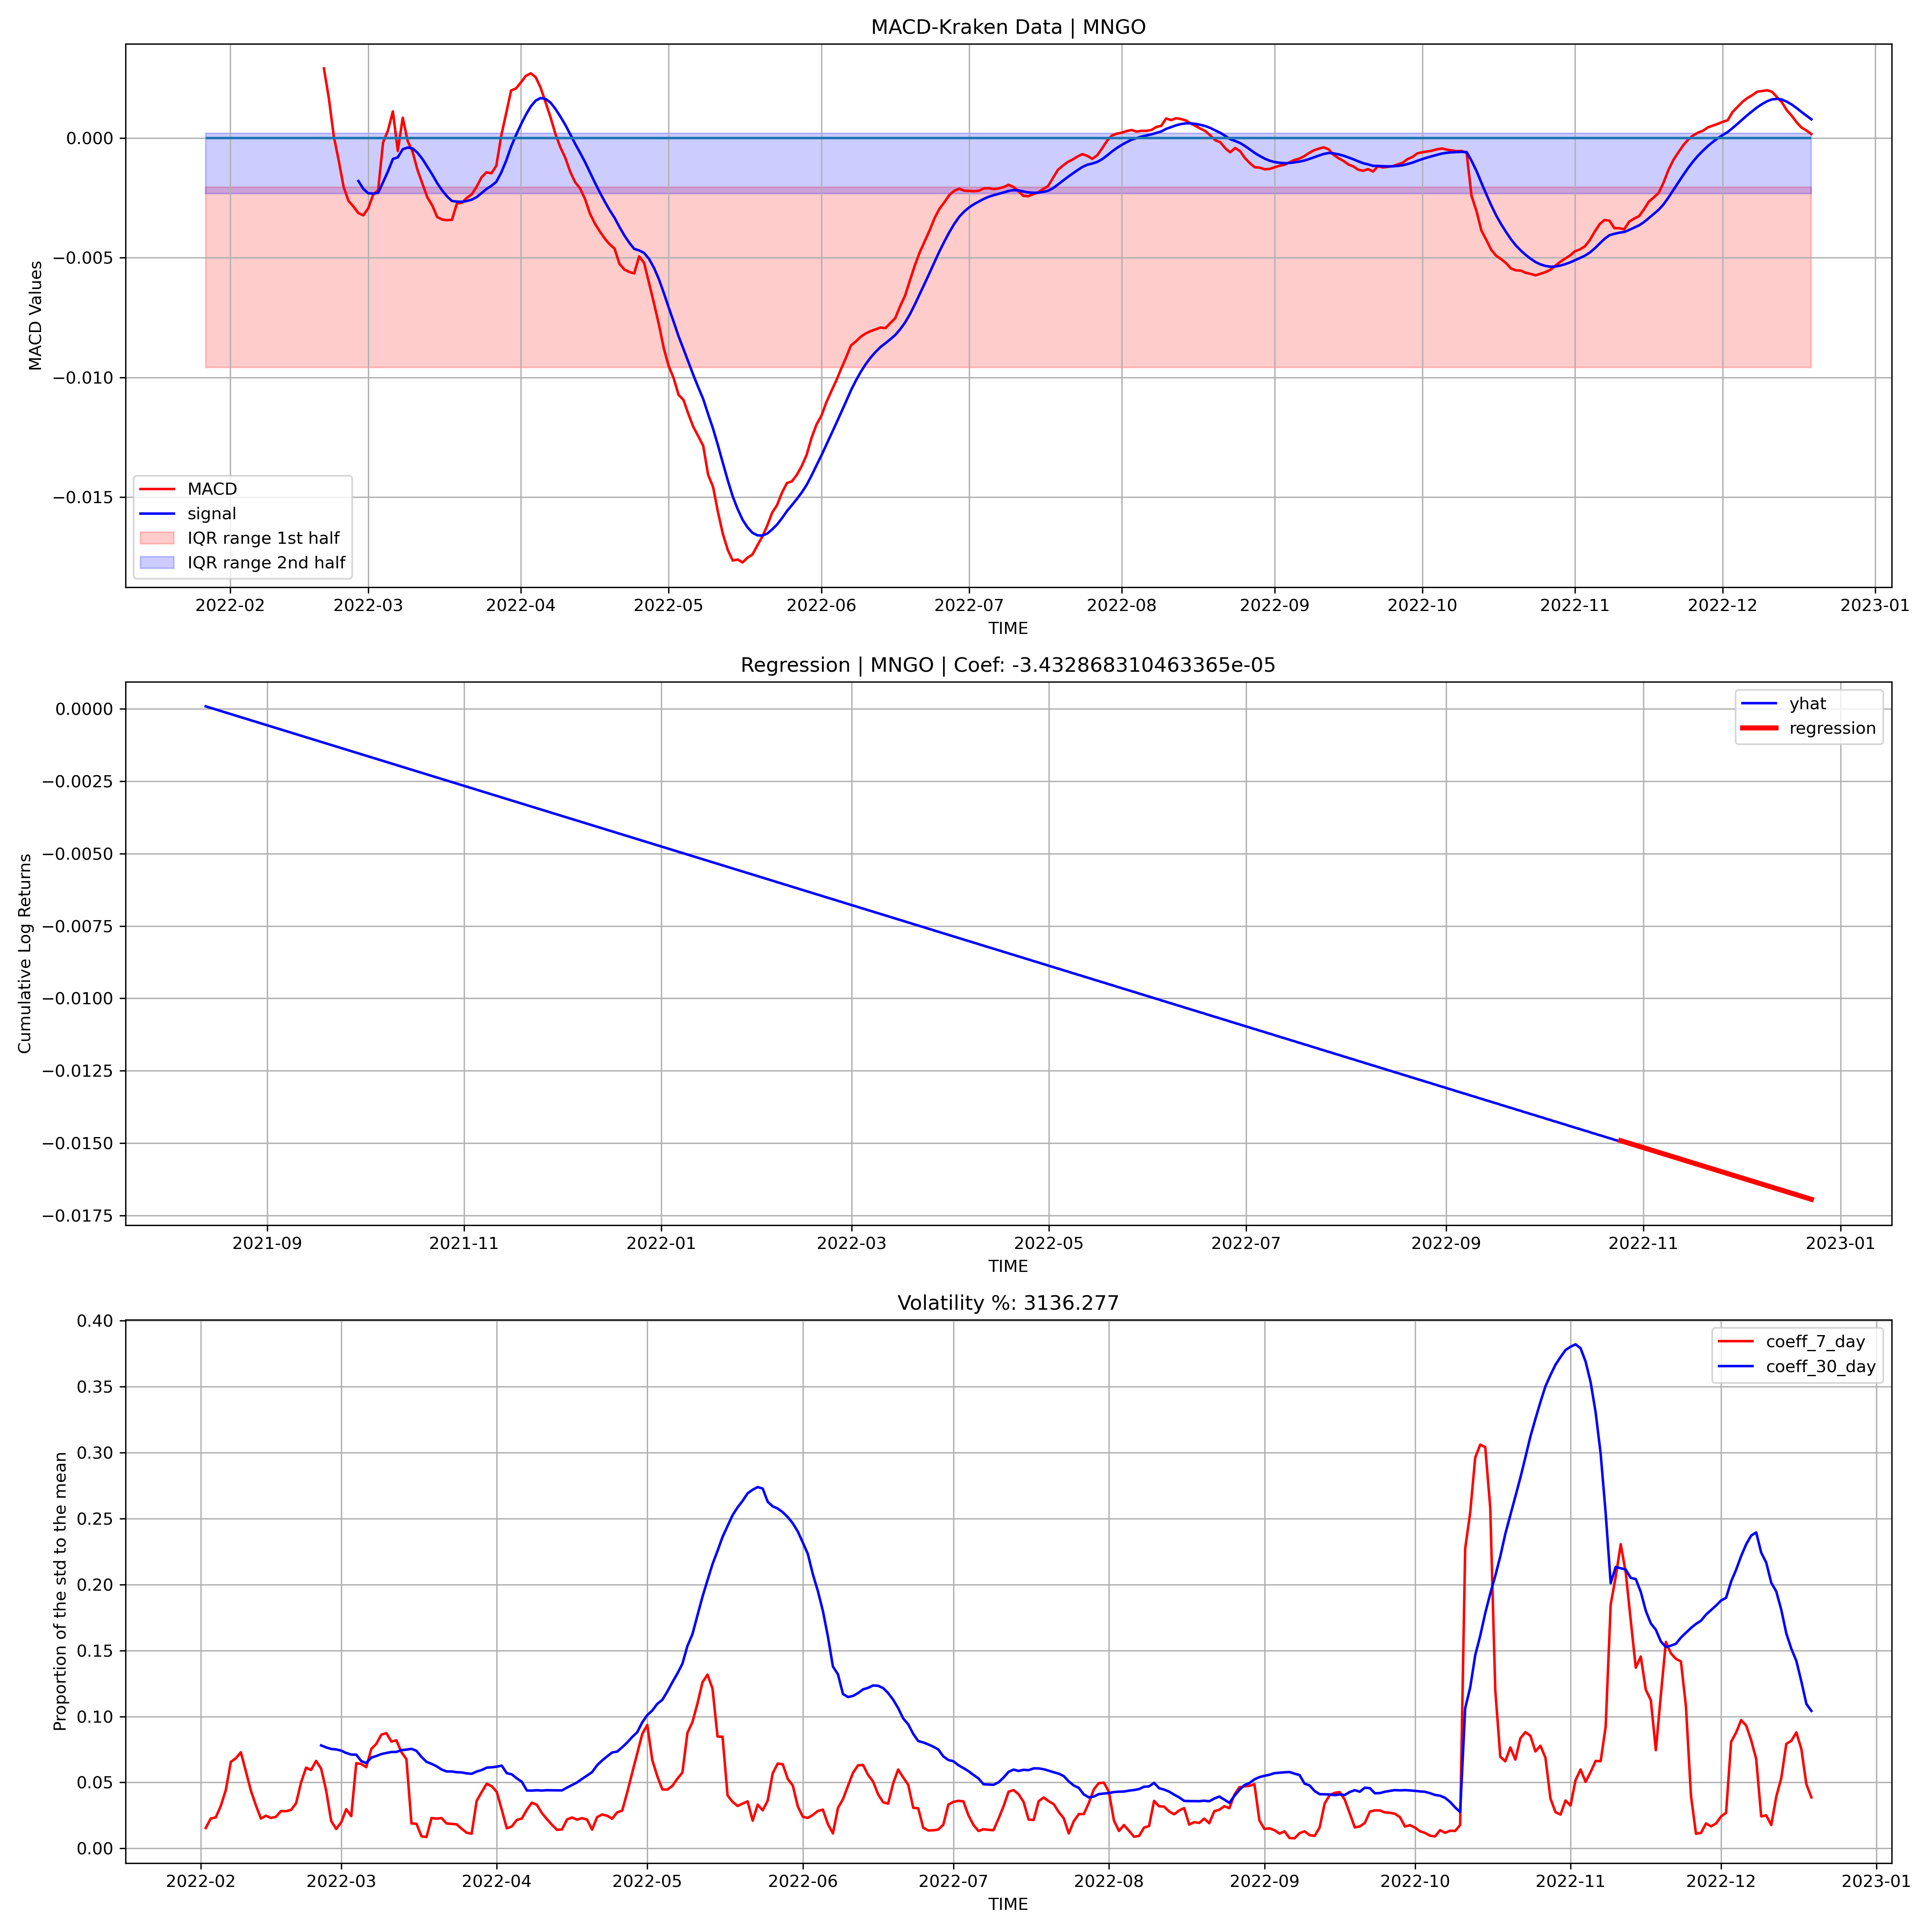 MACD-Kraken Data | MNGO
MACD Values
0.000
−0.005
−0.010
−0.015
MACD
signal
IQR range 1st half
IQR range 2nd half
2022-02 2022-03 2022-04 2022-05 2022-06 2022-07 2022-08 2022-09 2022-10 2022-11 2022-12 2023-01
TIME
Regression | MNGO | Coef: -3.432868310463365e-05
Cumulative Log Returns
0.0000
−0.0025
−0.0050
−0.0075
−0.0100
−0.0125
−0.0150
−0.0175
yhat
regression
2021-09 2021-11 2022-01 2022-03 2022-05 2022-07 2022-09 2022-11 2023-01
TIME
Volatility %: 3136.277
Proportion of the std to the mean
0.40
0.35
0.30
0.25
0.20
0.15
0.10
0.05
0.00
coeff_7_day
coeff_30_day
2022-02 2022-03 2022-04 2022-05 2022-06 2022-07 2022-08 2022-09 2022-10 2022-11 2022-12 2023-01
TIME